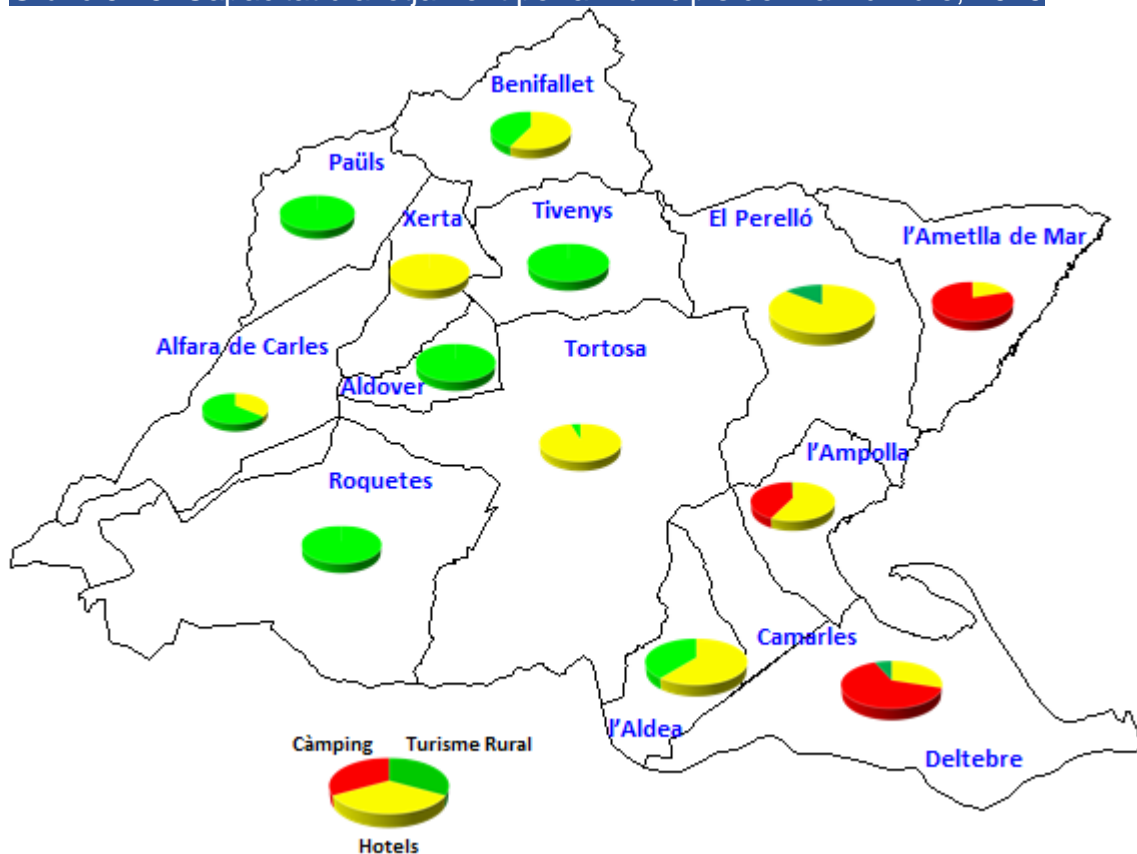 Benifallet
Paüls
Xerta
Tivenys
El Perelló
l'Ametlla de Mar
Alfara de Carles
Aldover
Tortosa
l'Ampolla
Roquetes
Camarles
l'Aldea
Deltebre
Càmping
Turisme Rural
Hotels